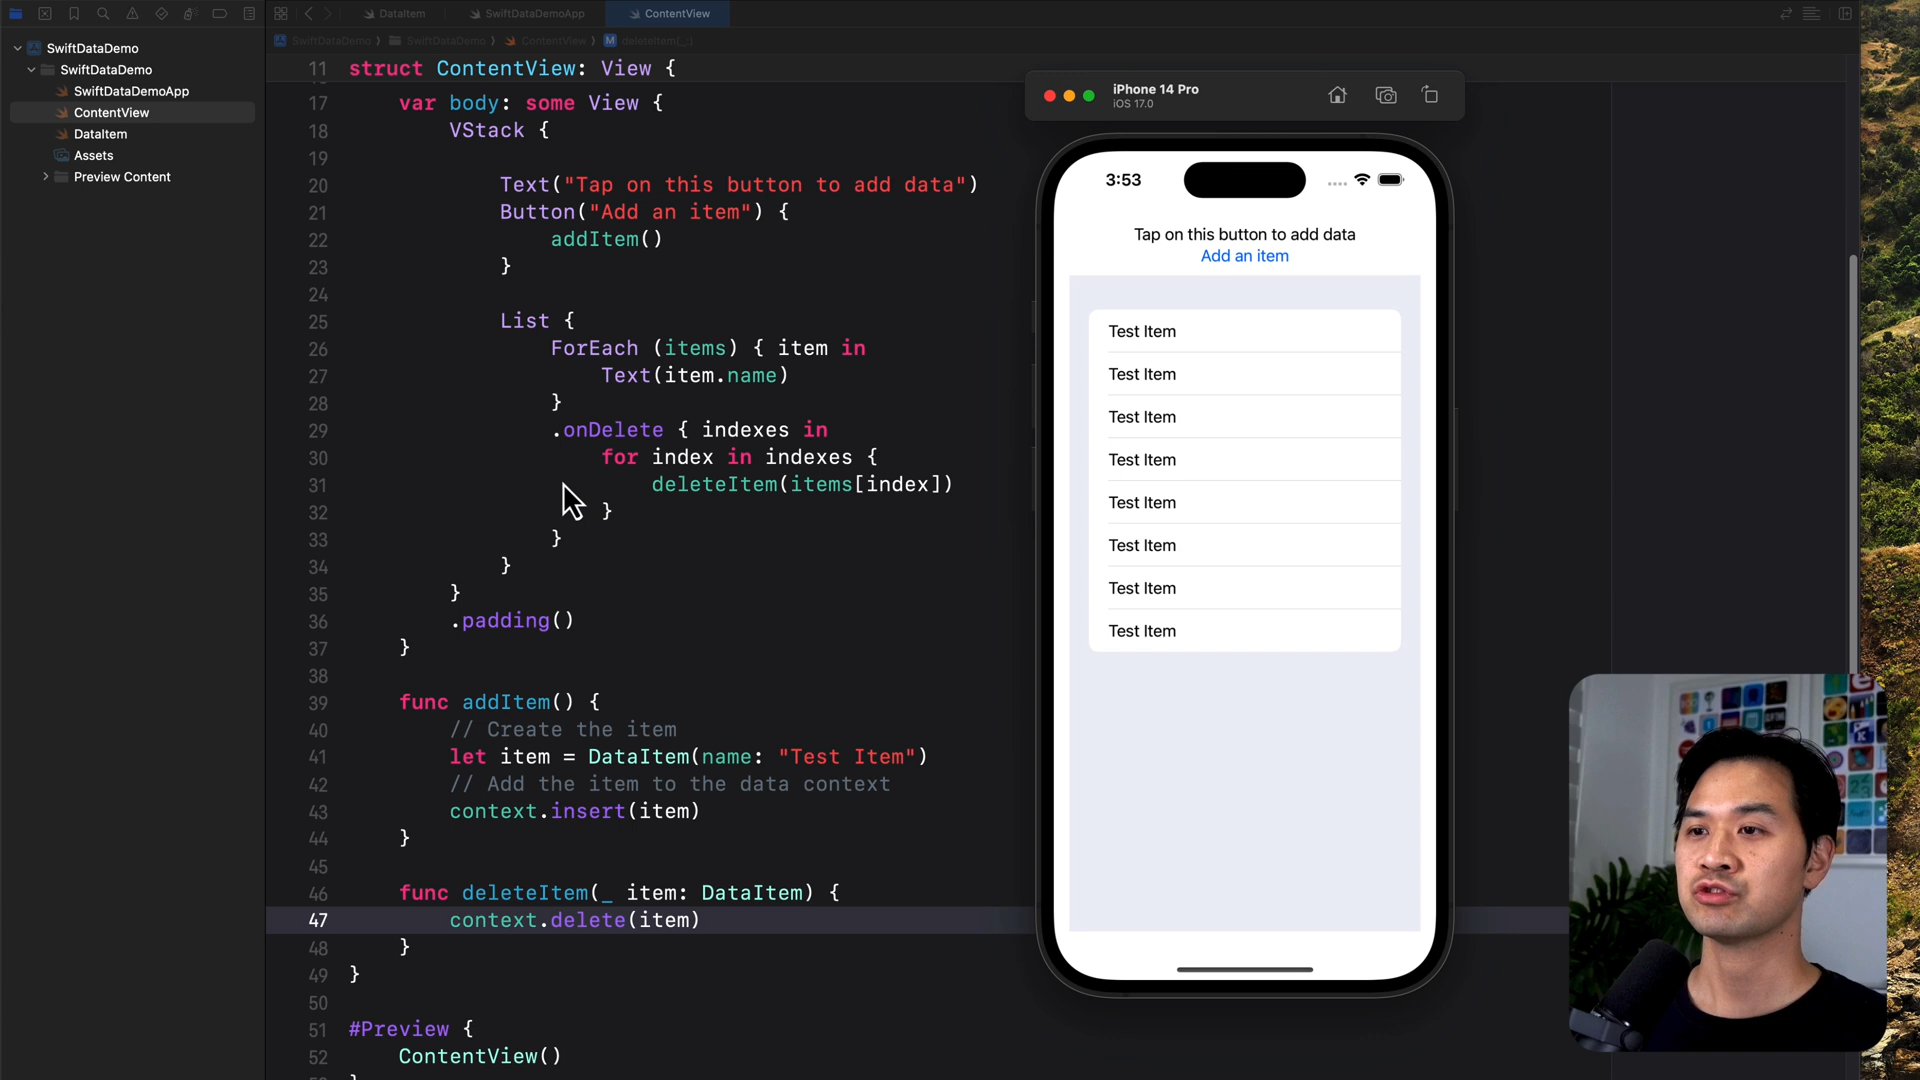 DataItem
SwiftDataDemoApp
ContentView
SwiftDataDemo
SwiftDataDemo
SwiftDataDemoApp
ContentView
DataItem
Assets
Preview Content
SwiftDataDemo
SwiftDataDemo
ContentView
M
deleteItem(_:)
11 struct ContentView: View {
17 var body: some View {
18 VStack {
19
20 Text("Tap on this button to add data")
21 Button("Add an item") {
22 addItem()
23 }
24
25 List {
26 ForEach (items) { item in
27 Text(item.name)
28 }
29 .onDelete { indexes in
30 for index in indexes {
31 deleteItem(items[index])
32 }
33 }
34 }
35 }
36 .padding()
37 }
38
39 func addItem() {
40 // Create the item
41 let item = DataItem(name: "Test Item")
42 // Add the item to the data context
43 context.insert(item)
44 }
45
46 func deleteItem(_ item: DataItem) {
47 context.delete(item)
48 }
49 }
50
51 #Preview {
52 ContentView()
iPhone 14 Pro
iOS 17.0
3:53
Tap on this button to add data
Add an item
Test Item
Test Item
Test Item
Test Item
Test Item
Test Item
Test Item
Test Item